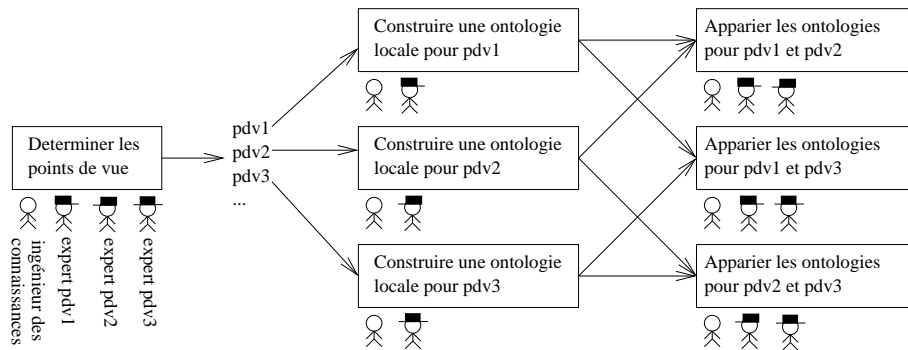 Determiner les
points de vue
ingénieur des
connaissances
expert pdv1
expert pdv2
expert pdv3
pdv1
pdv2
pdv3
...
Construire une ontologie
locale pour pdv1
Construire une ontologie
locale pour pdv2
Construire une ontologie
locale pour pdv3
Apparier les ontologies
pour pdv1 et pdv2
Apparier les ontologies
pour pdv1 et pdv3
Apparier les ontologies
pour pdv2 et pdv3